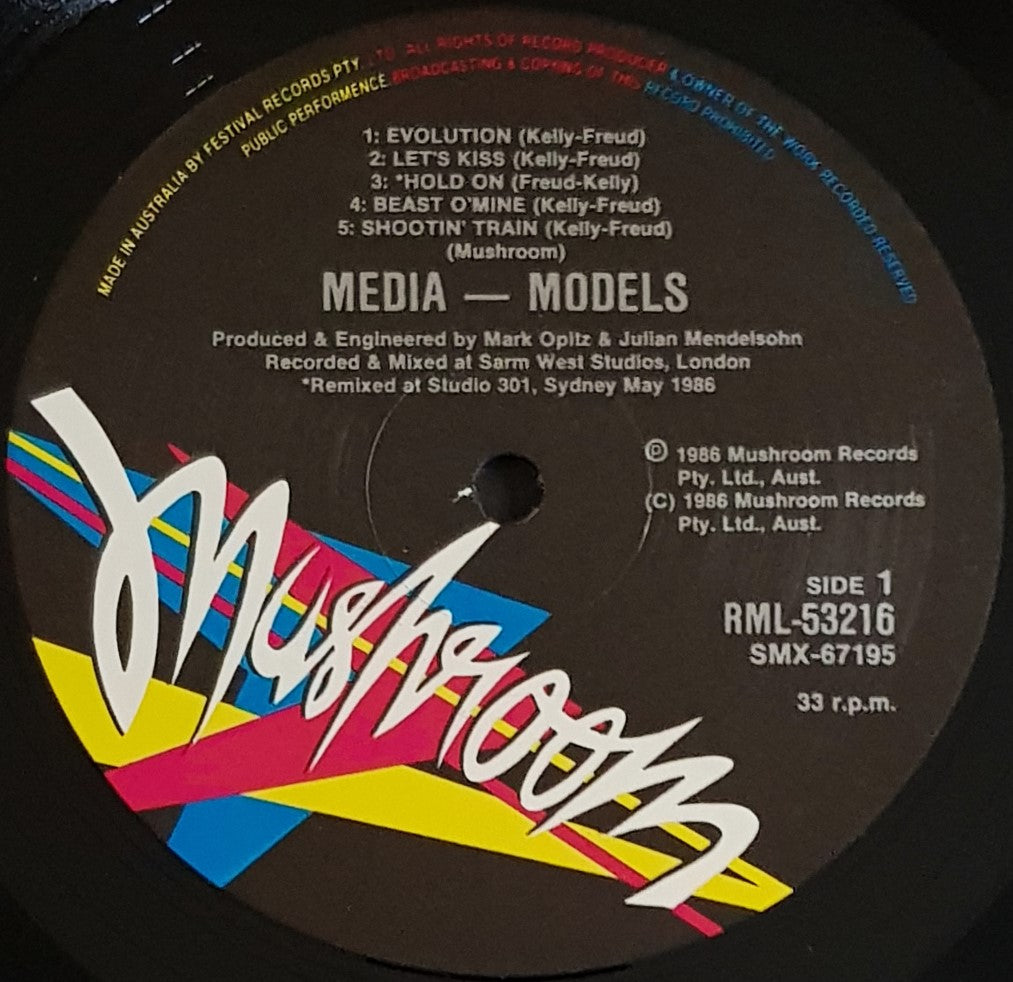 MADE IN AUSTRALIA BY FESTIVAL RECORDS PTY. LTD. ALL RIGHTS OF RECORD PRODUCER & OWNER OF THE WORK RECORDED RESERVED
PUBLIC PERFORMENCE BROADCASTING & COPYING OF THIS RECORD PROHIBITED
1: EVOLUTION (Kelly-Freud)
2: LET'S KISS (Kelly-Freud)
3: *HOLD ON (Freud-Kelly)
4: BEAST O'MINE (Kelly-Freud)
5: SHOOTIN' TRAIN (Kelly-Freud)
(Mushroom)
MEDIA — MODELS
Produced & Engineered by Mark Opitz & Julian Mendelsohn
Recorded & Mixed at Sarm West Studios, London
*Remixed at Studio 301, Sydney May 1986
℗ 1986 Mushroom Records
Pty. Ltd., Aust.
(C) 1986 Mushroom Records
Pty. Ltd., Aust.
SIDE 1
RML-53216
SMX-67195
33 r.p.m.
Mushroom